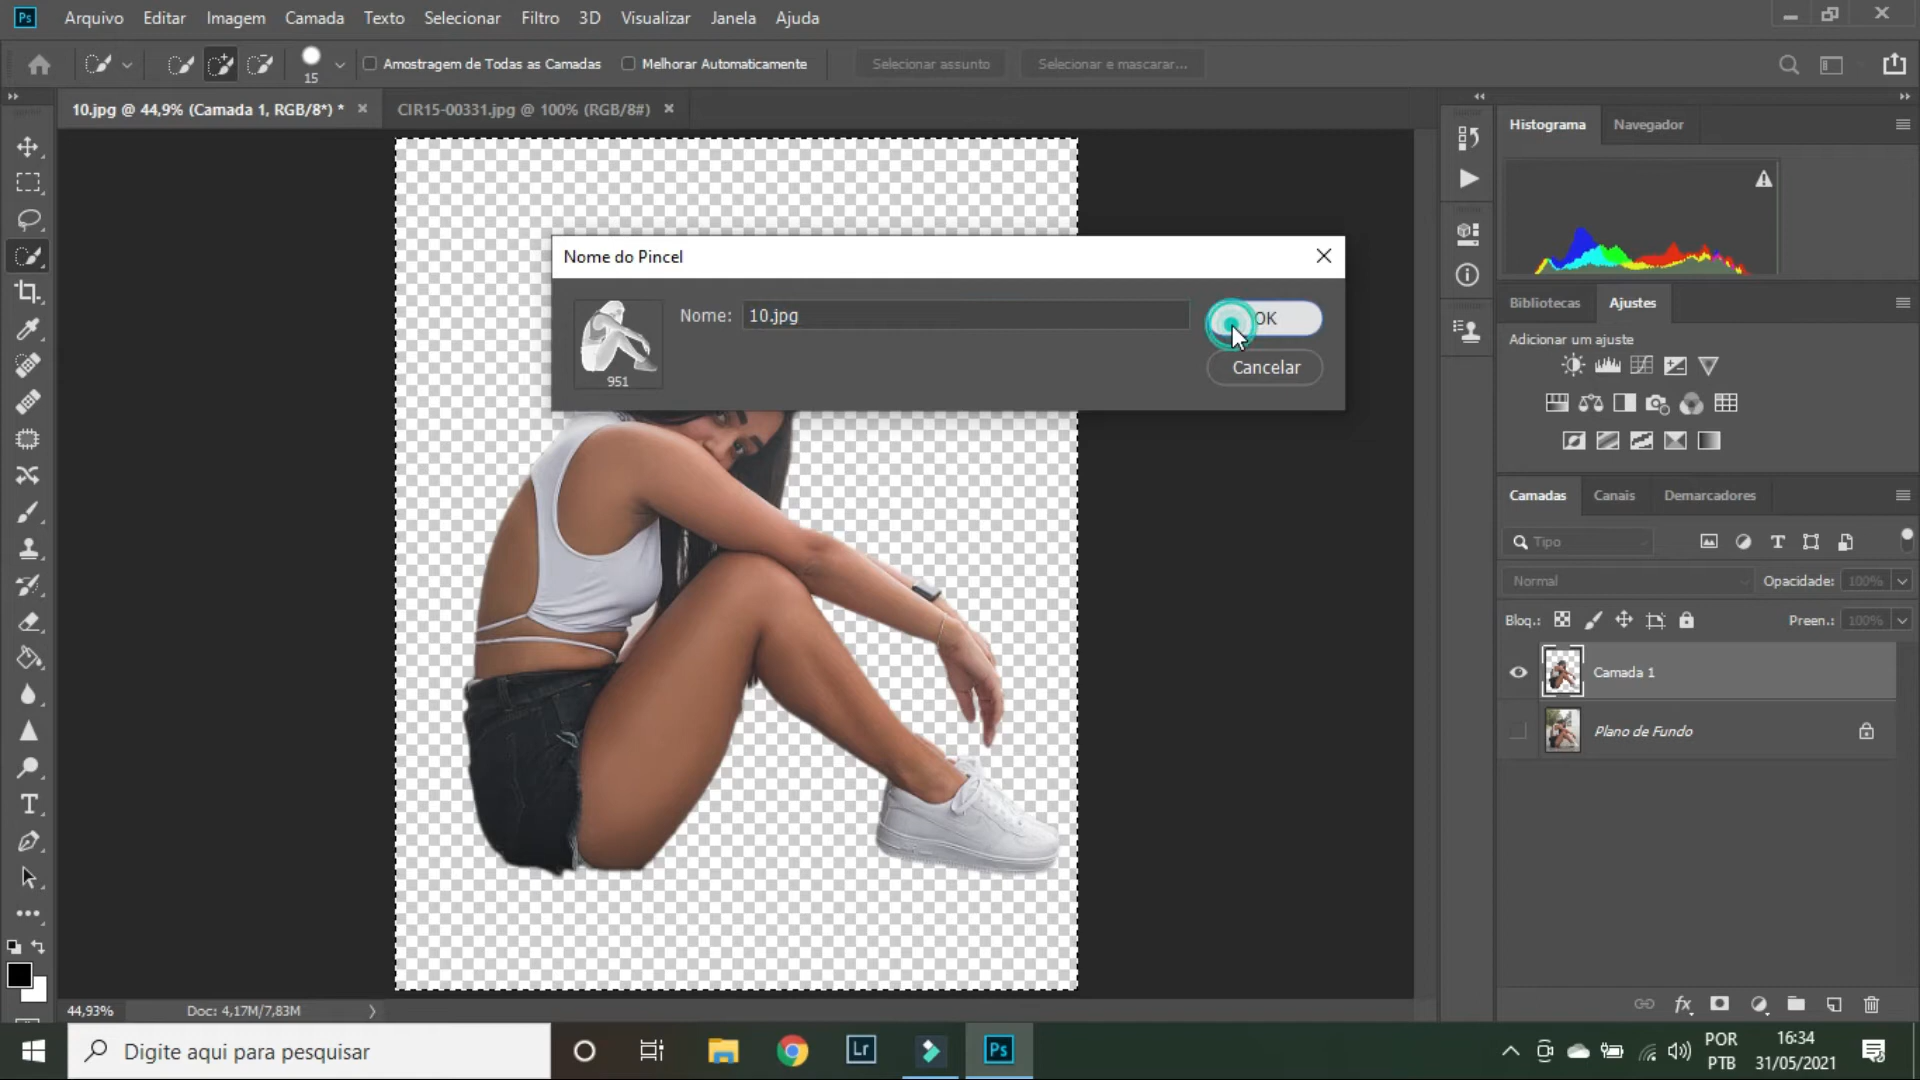 Ps Arquivo Editar Imagem Camada Texto Selecionar Filtro 3D Visualizar Janela Ajuda
15 Amostragem de Todas as Camadas Melhorar Automaticamente Selecionar assunto Selecionar e mascarar...
10.jpg @ 44,9% (Camada 1, RGB/8*) * CIR15-00331.jpg @ 100% (RGB/8#)
Histograma Navegador
Nome do Pincel
Nome: 10.jpg OK
951
Cancelar
Bibliotecas Ajustes
Adicionar um ajuste
Camadas Canais Demarcadores
Tipo
Normal Opacidade: 100%
Bloq.: Preen.: 100%
Camada 1
Plano de Fundo
44,93% Doc: 4,17M/7,83M
Digite aqui para pesquisar
Lr
Ps
POR
PTB
16:34
31/05/2021